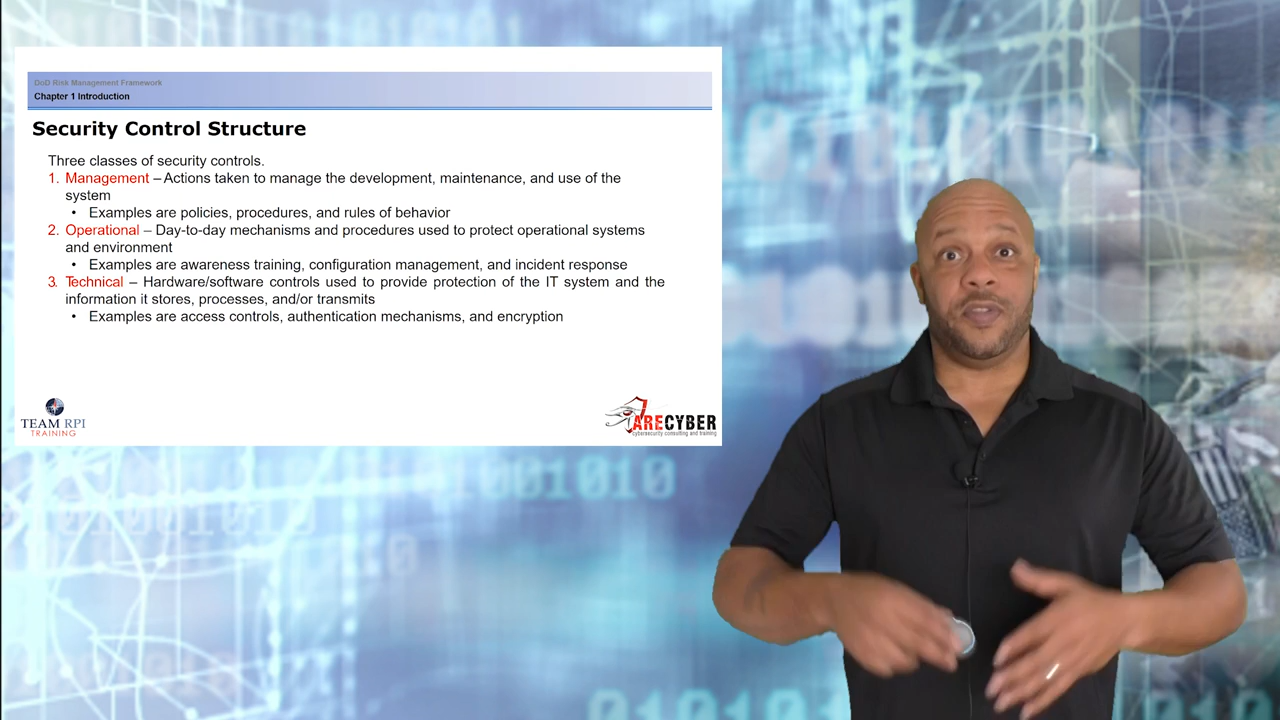 DoD Risk Management Framework
Chapter 1 Introduction
Security Control Structure
Three classes of security controls.
1. Management – Actions taken to manage the development, maintenance, and use of the
system
• Examples are policies, procedures, and rules of behavior
2. Operational – Day-to-day mechanisms and procedures used to protect operational systems
and environment
• Examples are awareness training, configuration management, and incident response
3. Technical – Hardware/software controls used to provide protection of the IT system and the
information it stores, processes, and/or transmits
• Examples are access controls, authentication mechanisms, and encryption
TEAM RPI
TRAINING
ARECYBER
cybersecurity consulting and training
01001010